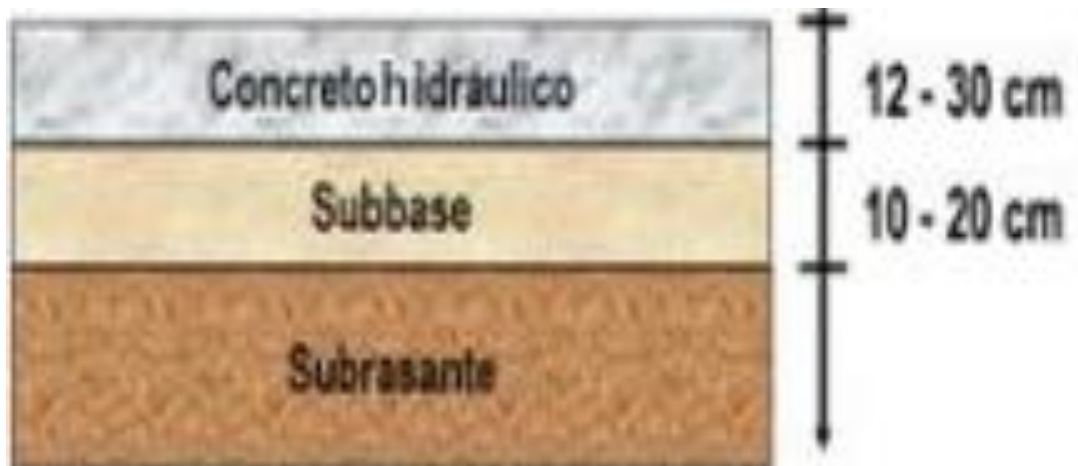 Concreto hidráulico
12 - 30 cm
Subbase
10 - 20 cm
Subrasante